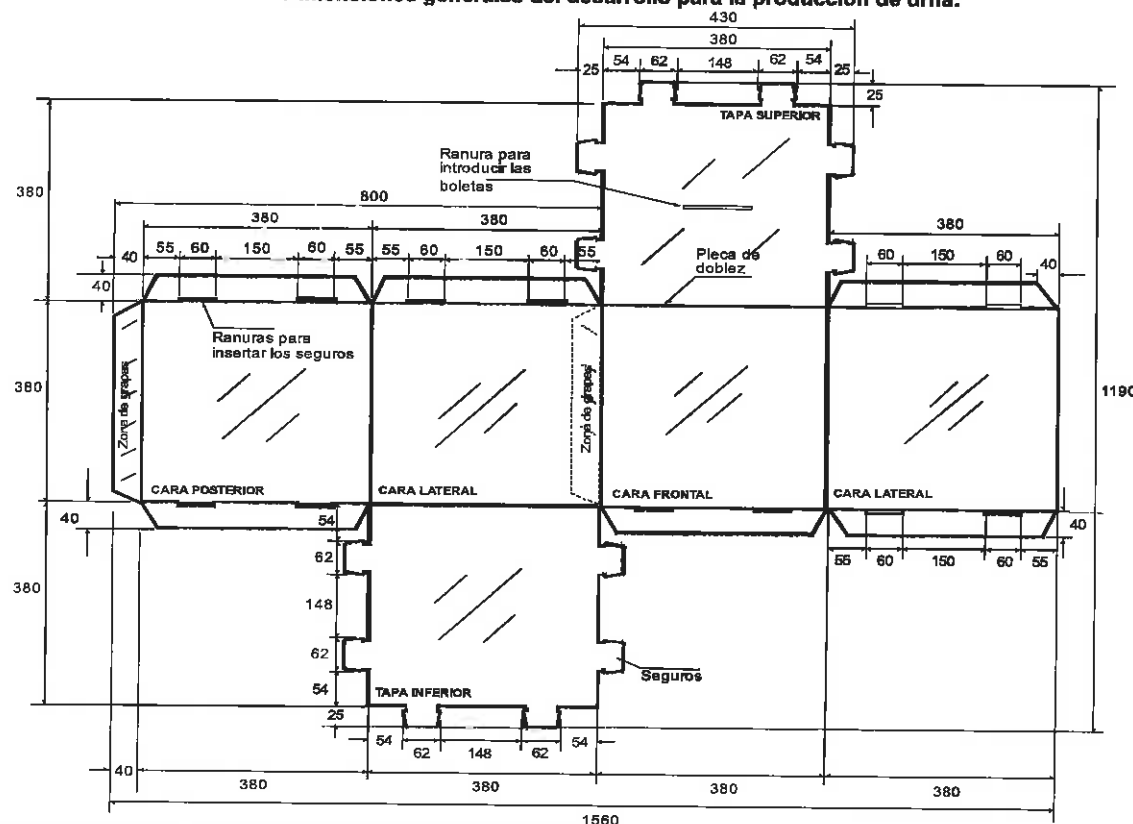 generales del desarrollo para la producción de urna.
430
380
54 62 148 62 54
25 25
25
TAPA SUPERIOR
Ranura para
introducir las
boletas
380
800
380 380 380
40 55 60 150 60 55 55 60 150 60 55
Pleca de
doblez
60 150 60 40
40
Ranuras para
insertar los seguros
Zona de grapas
Zona de grapas
380
1190
CARA POSTERIOR
CARA LATERAL
CARA FRONTAL
CARA LATERAL
40
54
40
55 60 150 60 55
62
380
148
62
Seguros
54
TAPA INFERIOR
25
54 62 148 62 54
40 380 380 380 380
1560